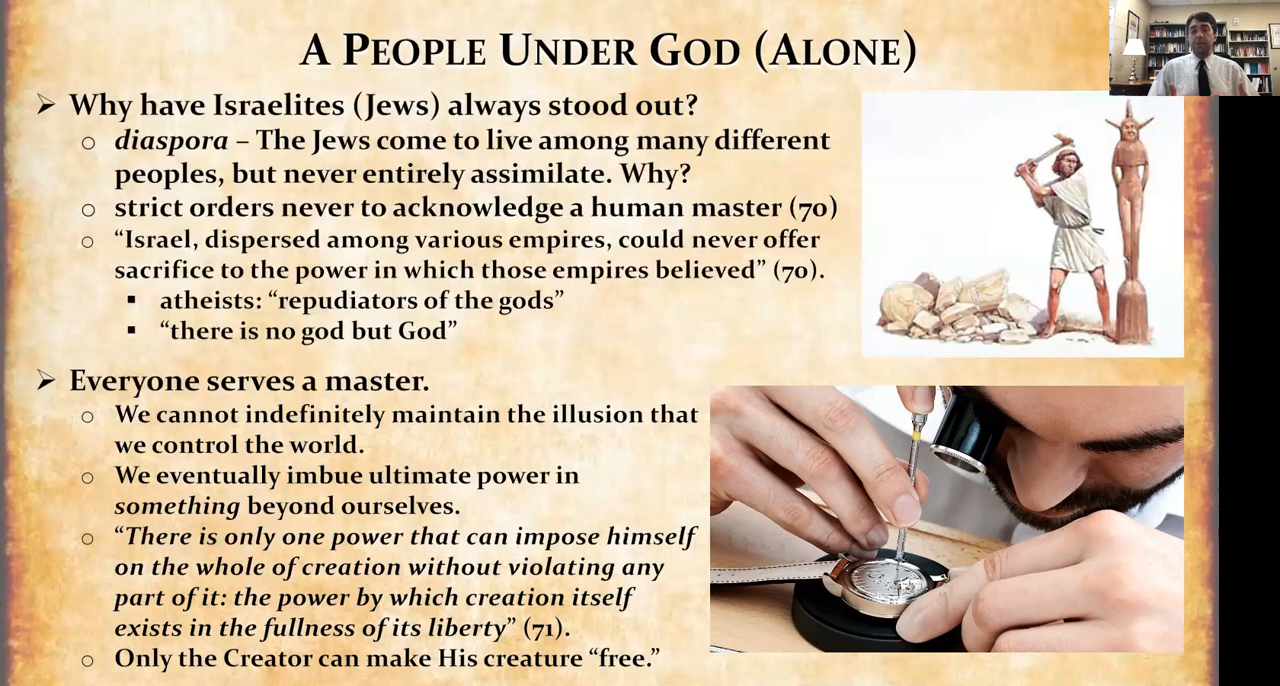 A People Under God (Alone)
➢ Why have Israelites (Jews) always stood out?
o diaspora – The Jews come to live among many different
peoples, but never entirely assimilate. Why?
o strict orders never to acknowledge a human master (70)
o “Israel, dispersed among various empires, could never offer
sacrifice to the power in which those empires believed” (70).
▪ atheists: “repudiators of the gods”
▪ “there is no god but God”
➢ Everyone serves a master.
o We cannot indefinitely maintain the illusion that
we control the world.
o We eventually imbue ultimate power in
something beyond ourselves.
o “There is only one power that can impose himself
on the whole of creation without violating any
part of it: the power by which creation itself
exists in the fullness of its liberty” (71).
o Only the Creator can make His creature “free.”